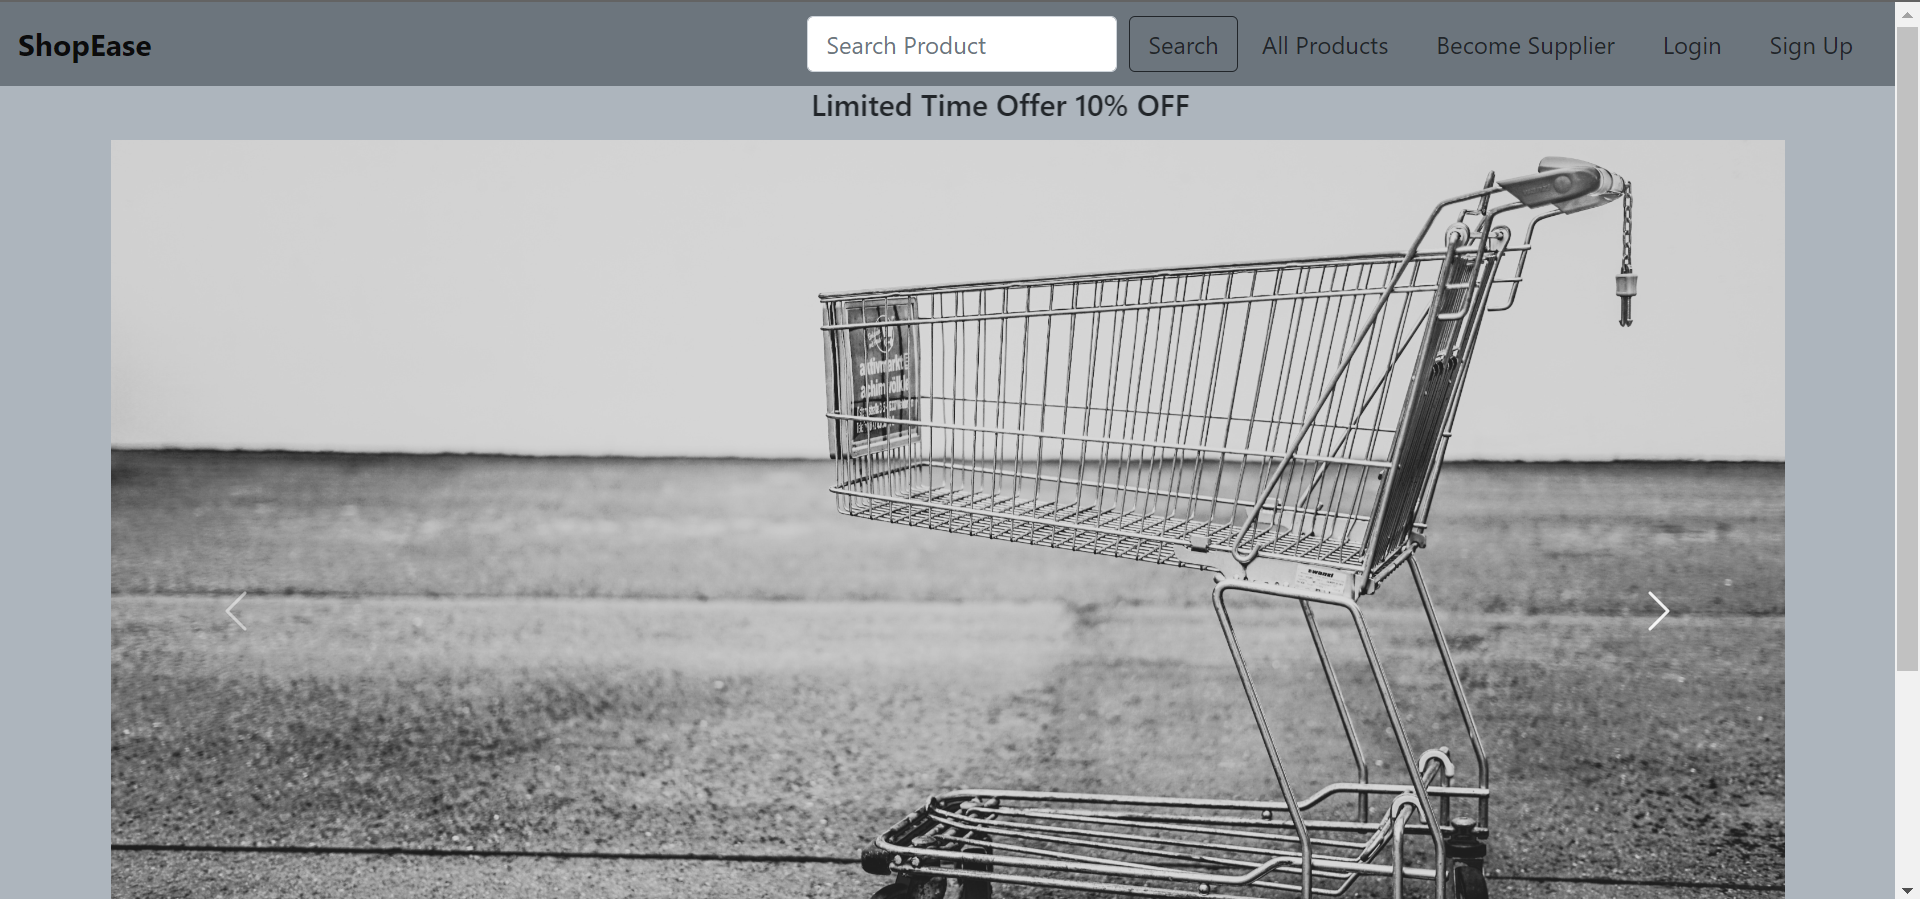 ShopEase
Search Product
Search
All Products
Become Supplier
Login
Sign Up
Limited Time Offer 10% OFF